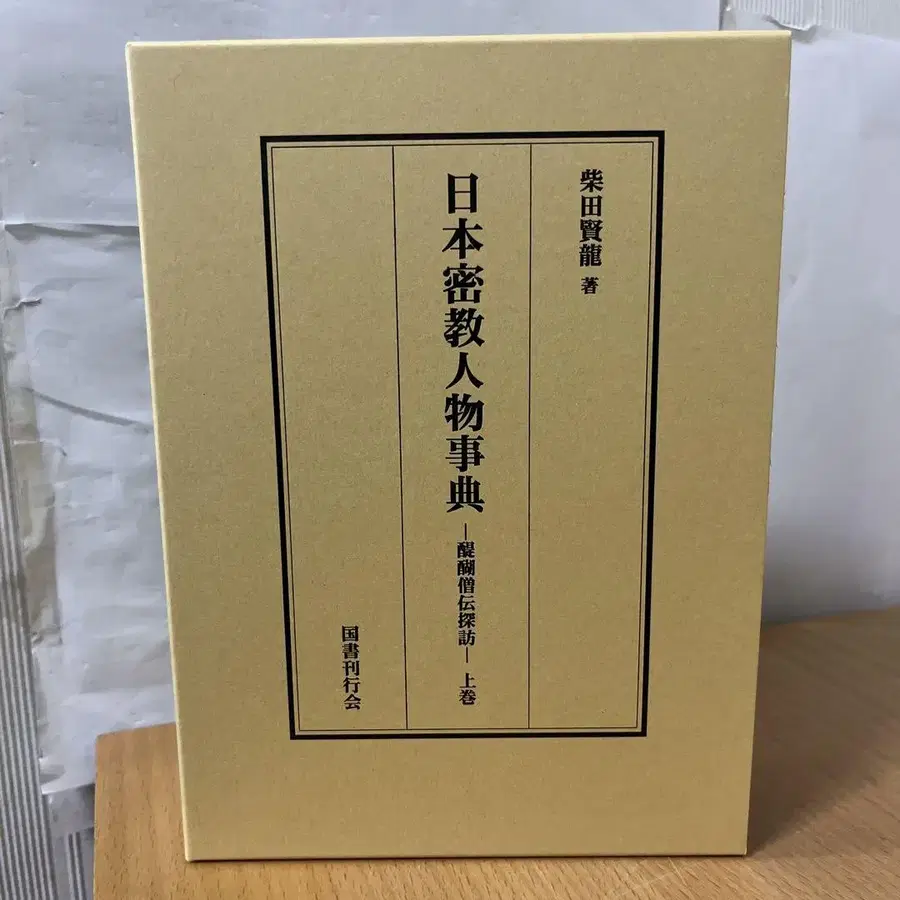 柴田賢龍 著
日本密教人物事典 ―醍醐僧伝探訪― 上巻
国書刊行会